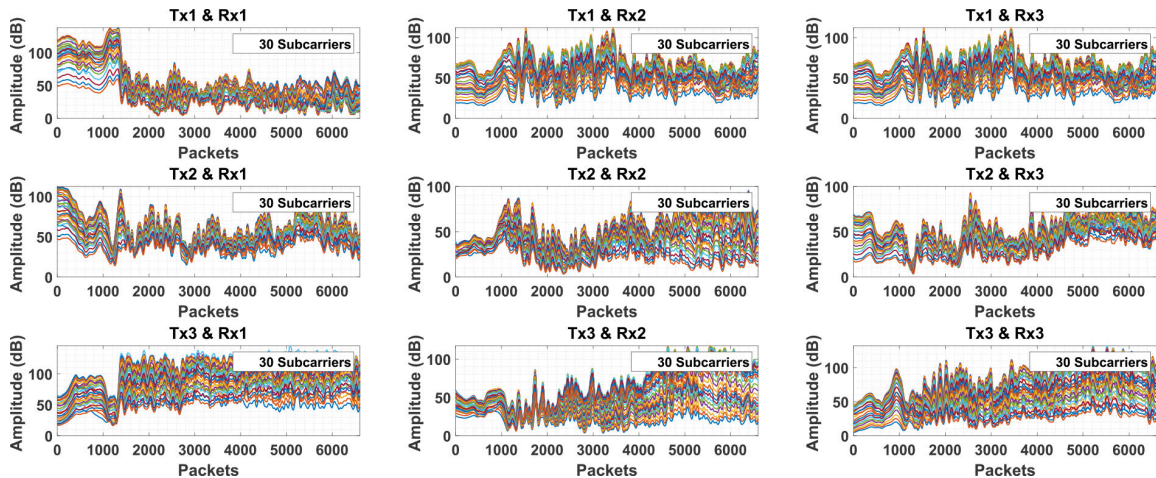 Tx1 & Rx1
Amplitude (dB)
100
50
0
30 Subcarriers
0 1000 2000 3000 4000 5000 6000
Packets
Tx1 & Rx2
Amplitude (dB)
100
50
0
30 Subcarriers
0 1000 2000 3000 4000 5000 6000
Packets
Tx1 & Rx3
Amplitude (dB)
100
50
0
30 Subcarriers
0 1000 2000 3000 4000 5000 6000
Packets
Tx2 & Rx1
Amplitude (dB)
100
50
0
30 Subcarriers
0 1000 2000 3000 4000 5000 6000
Packets
Tx2 & Rx2
Amplitude (dB)
100
50
0
30 Subcarriers
0 1000 2000 3000 4000 5000 6000
Packets
Tx2 & Rx3
Amplitude (dB)
100
50
0
30 Subcarriers
0 1000 2000 3000 4000 5000 6000
Packets
Tx3 & Rx1
Amplitude (dB)
100
50
0
30 Subcarriers
0 1000 2000 3000 4000 5000 6000
Packets
Tx3 & Rx2
Amplitude (dB)
100
50
0
30 Subcarriers
0 1000 2000 3000 4000 5000 6000
Packets
Tx3 & Rx3
Amplitude (dB)
100
50
0
30 Subcarriers
0 1000 2000 3000 4000 5000 6000
Packets